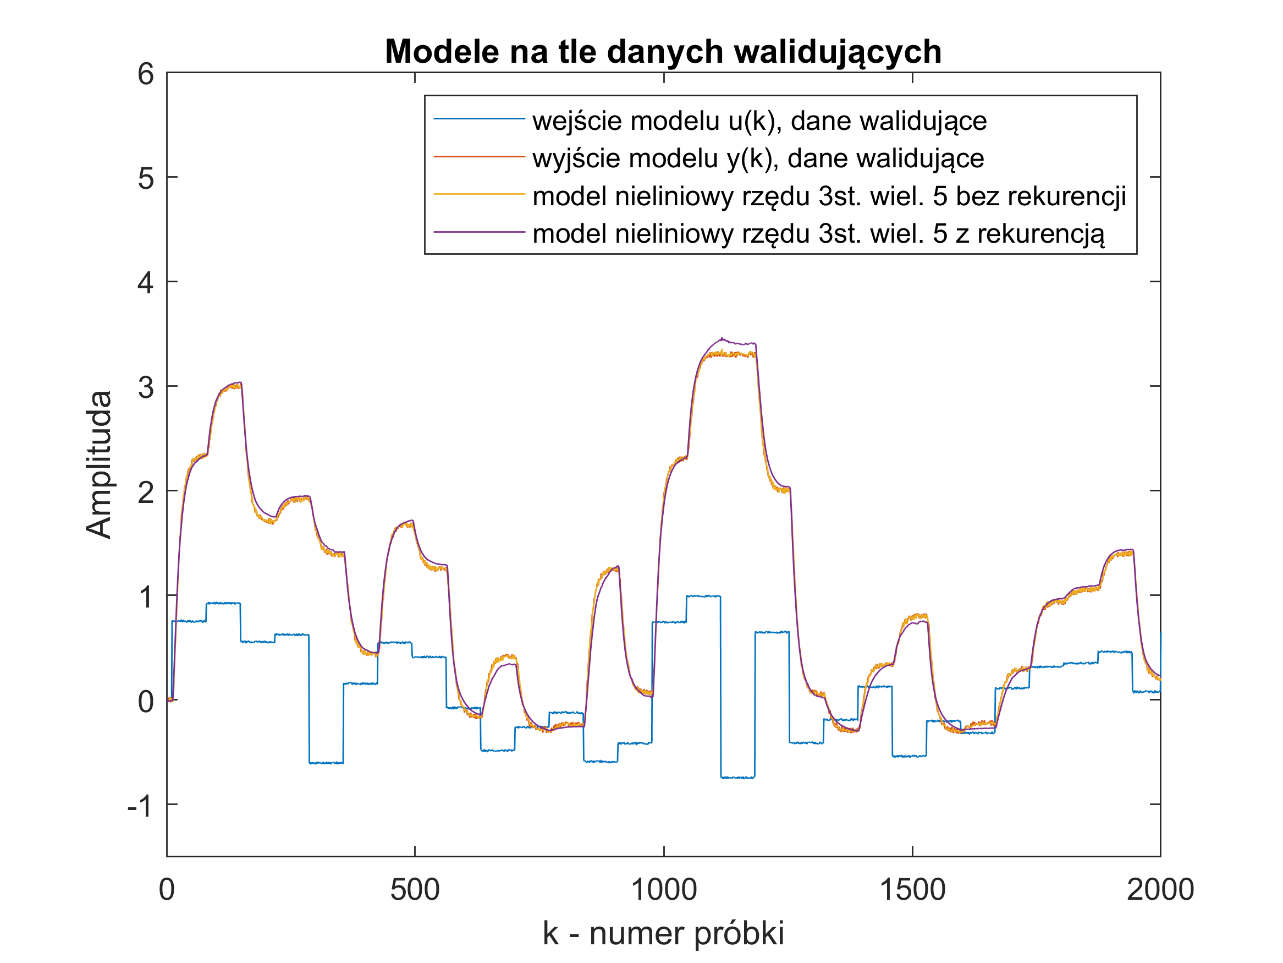 Modele na tle danych walidujących
6
5
4
3
2
1
0
-1
Amplituda
wejście modelu u(k), dane walidujące
wyjście modelu y(k), dane walidujące
model nieliniowy rzędu 3st. wiel. 5 bez rekurencji
model nieliniowy rzędu 3st. wiel. 5 z rekurencją
0 500 1000 1500 2000
k - numer próbki